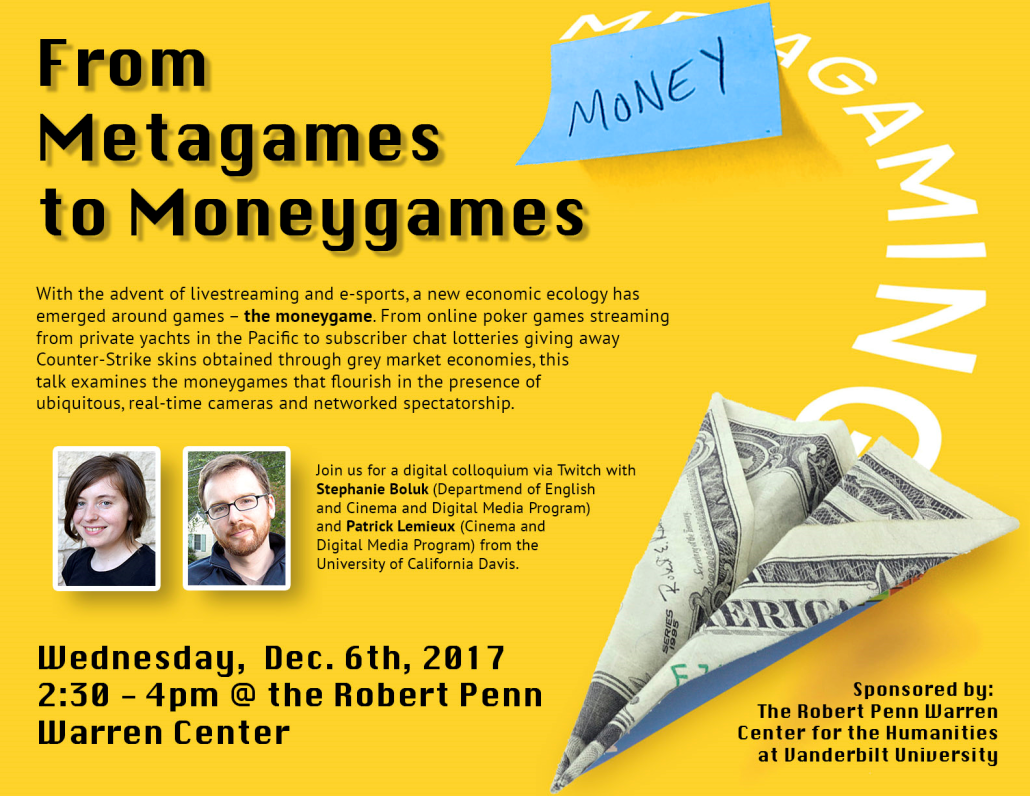 From
Metagames
to Moneygames
MONEY
METAGAMING
With the advent of livestreaming and e-sports, a new economic ecology has
emerged around games – the moneygame. From online poker games streaming
from private yachts in the Pacific to subscriber chat lotteries giving away
Counter-Strike skins obtained through grey market economies, this
talk examines the moneygames that flourish in the presence of
ubiquitous, real-time cameras and networked spectatorship.
Join us for a digital colloquium via Twitch with
Stephanie Boluk (Departmend of English
and Cinema and Digital Media Program)
and Patrick Lemieux (Cinema and
Digital Media Program) from the
University of California Davis.
SERIES
1995
MERICA
Wednesday, Dec. 6th, 2017
2:30 – 4pm @ the Robert Penn
Warren Center
Sponsored by:
The Robert Penn Warren
Center for the Humanities
at Vanderbilt University